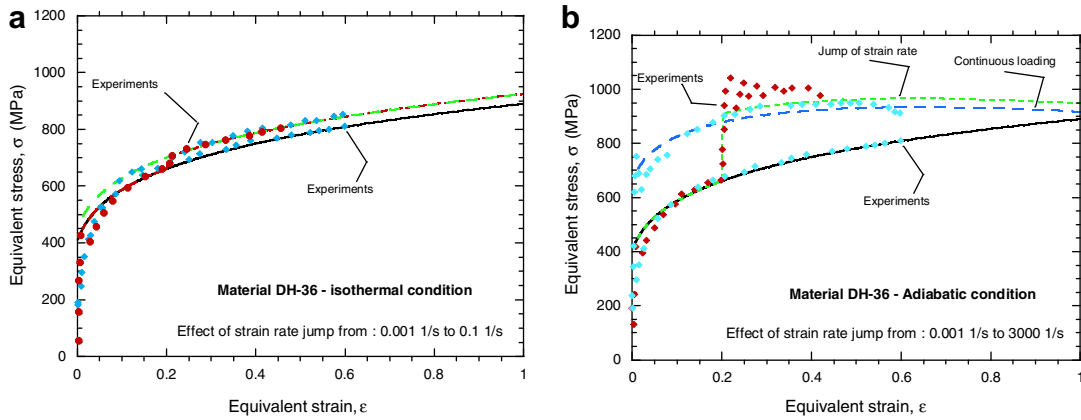 a
1200
1000
800
600
400
200
0
Equivalent stress, σ (MPa)
Experiments
Experiments
Material DH-36 - isothermal condition
Effect of strain rate jump from : 0.001 1/s to 0.1 1/s
0
0.2
0.4
0.6
0.8
1
Equivalent strain, ε
b
1200
1000
800
600
400
200
0
Equivalent stress, σ (MPa)
Jump of strain rate
Continuous loading
Experiments
Experiments
Material DH-36 - Adiabatic condition
Effect of strain rate jump from : 0.001 1/s to 3000 1/s
0
0.2
0.4
0.6
0.8
1
Equivalent strain, ε